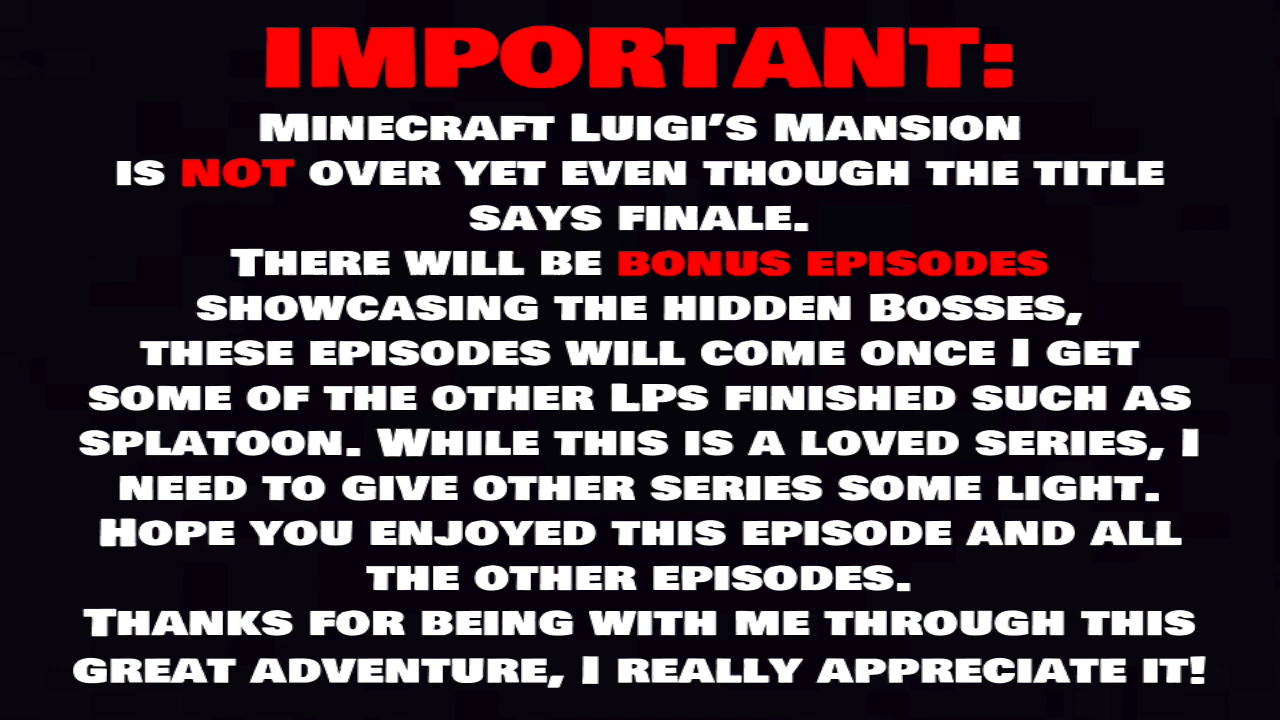 IMPORTANT:
Minecraft Luigi's Mansion
is NOT over yet even though the title
says finale.
There will be bonus episodes
showcasing the hidden Bosses,
these episodes will come once I get
some of the other LPs finished such as
splatoon. While this is a loved series, I
need to give other series some light.
Hope you enjoyed this episode and all
the other episodes.
Thanks for being with me through this
great adventure, I really appreciate it!